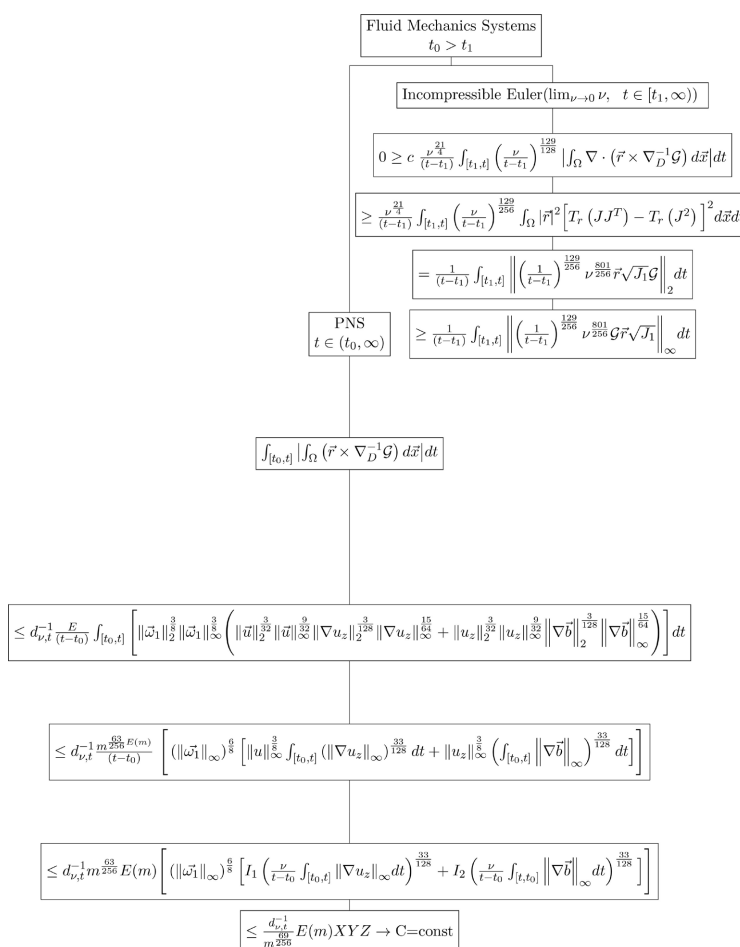 Fluid Mechanics Systems
$t_0 > t_1$
Incompressible Euler($\lim_{\nu \to 0} \nu, \;\; t \in [t_1, \infty)$)
$0 \geq c \; \frac{\nu^{\frac{21}{4}}}{(t-t_1)} \int_{[t_1,t]} \left(\frac{\nu}{t-t_1}\right)^{\frac{129}{128}} \left| \int_\Omega \nabla \cdot \left(\vec{r} \times \nabla_D^{-1} \mathcal{G}\right) d\vec{x} \right| dt$
$\geq \frac{\nu^{\frac{21}{4}}}{(t-t_1)} \int_{[t_1,t]} \left(\frac{\nu}{t-t_1}\right)^{\frac{129}{256}} \int_\Omega |\vec{r}|^2 \left[ T_r \left(JJ^T\right) - T_r \left(J^2\right) \right]^2 d\vec{x} d$
$= \frac{1}{(t-t_1)} \int_{[t_1,t]} \left\| \left(\frac{1}{t-t_1}\right)^{\frac{129}{256}} \nu^{\frac{801}{256}} \vec{r} \sqrt{J_1} \mathcal{G} \right\|_2 dt$
$\geq \frac{1}{(t-t_1)} \int_{[t_1,t]} \left\| \left(\frac{1}{t-t_1}\right)^{\frac{129}{256}} \nu^{\frac{801}{256}} \mathcal{G} \vec{r} \sqrt{J_1} \right\|_\infty dt$
PNS
$t \in (t_0, \infty)$
$\int_{[t_0,t]} \left| \int_\Omega \left(\vec{r} \times \nabla_D^{-1} \mathcal{G}\right) d\vec{x} \right| dt$
$\leq d_{\nu,t}^{-1} \frac{E}{(t-t_0)} \int_{[t_0,t]} \left[ \|\vec{\omega}_1\|_2^{\frac{3}{8}} \|\vec{\omega}_1\|_\infty^{\frac{3}{8}} \left( \|\vec{u}\|_2^{\frac{3}{32}} \|\vec{u}\|_\infty^{\frac{9}{32}} \|\nabla u_z\|_2^{\frac{3}{128}} \|\nabla u_z\|_\infty^{\frac{15}{64}} + \|u_z\|_2^{\frac{3}{32}} \|u_z\|_\infty^{\frac{9}{32}} \left\|\nabla \vec{b}\right\|_2^{\frac{3}{128}} \left\|\nabla \vec{b}\right\|_\infty^{\frac{15}{64}} \right) \right] dt$
$\leq d_{\nu,t}^{-1} \frac{m^{\frac{63}{256}E(m)}}{(t-t_0)} \left[ \left(\|\vec{\omega_1}\|_\infty\right)^{\frac{6}{8}} \left[ \|u\|_\infty^{\frac{3}{8}} \int_{[t_0,t]} \left(\|\nabla u_z\|_\infty\right)^{\frac{33}{128}} dt + \|u_z\|_\infty^{\frac{3}{8}} \left( \int_{[t_0,t]} \left\|\nabla \vec{b}\right\|_\infty \right)^{\frac{33}{128}} dt \right] \right]$
$\leq d_{\nu,t}^{-1} m^{\frac{63}{256}} E(m) \left[ \left(\|\vec{\omega_1}\|_\infty\right)^{\frac{6}{8}} \left[ I_1 \left( \frac{\nu}{t-t_0} \int_{[t_0,t]} \|\nabla u_z\|_\infty dt \right)^{\frac{33}{128}} + I_2 \left( \frac{\nu}{t-t_0} \int_{[t,t_0]} \left\|\nabla \vec{b}\right\|_\infty dt \right)^{\frac{33}{128}} \right] \right]$
$\leq \frac{d_{\nu,t}^{-1}}{m^{\frac{69}{256}}} E(m) XYZ \to$ C=const